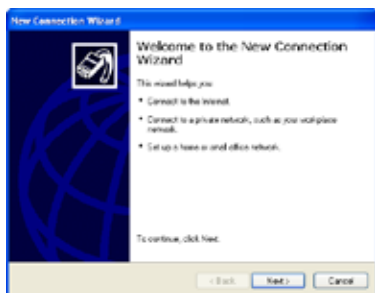 New Connection Wizard
Welcome to the New Connection
Wizard
This wizard helps you:
• Connect to the Internet.
• Connect to a private network, such as your workplace
network.
• Set up a home or small office network.
To continue, click Next.
< Back
Next >
Cancel